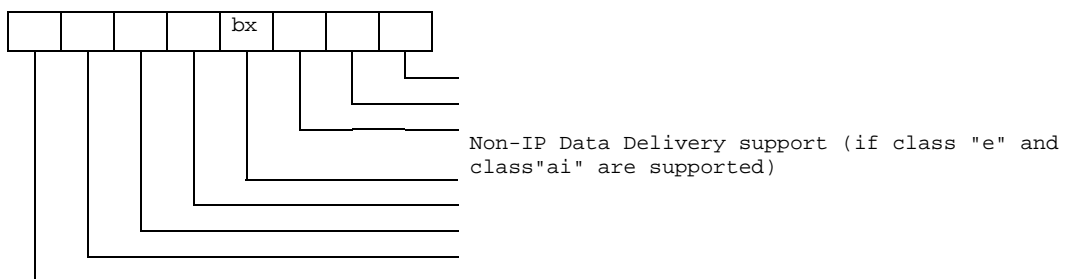 bx
Non-IP Data Delivery support (if class "e" and
class"ai" are supported)